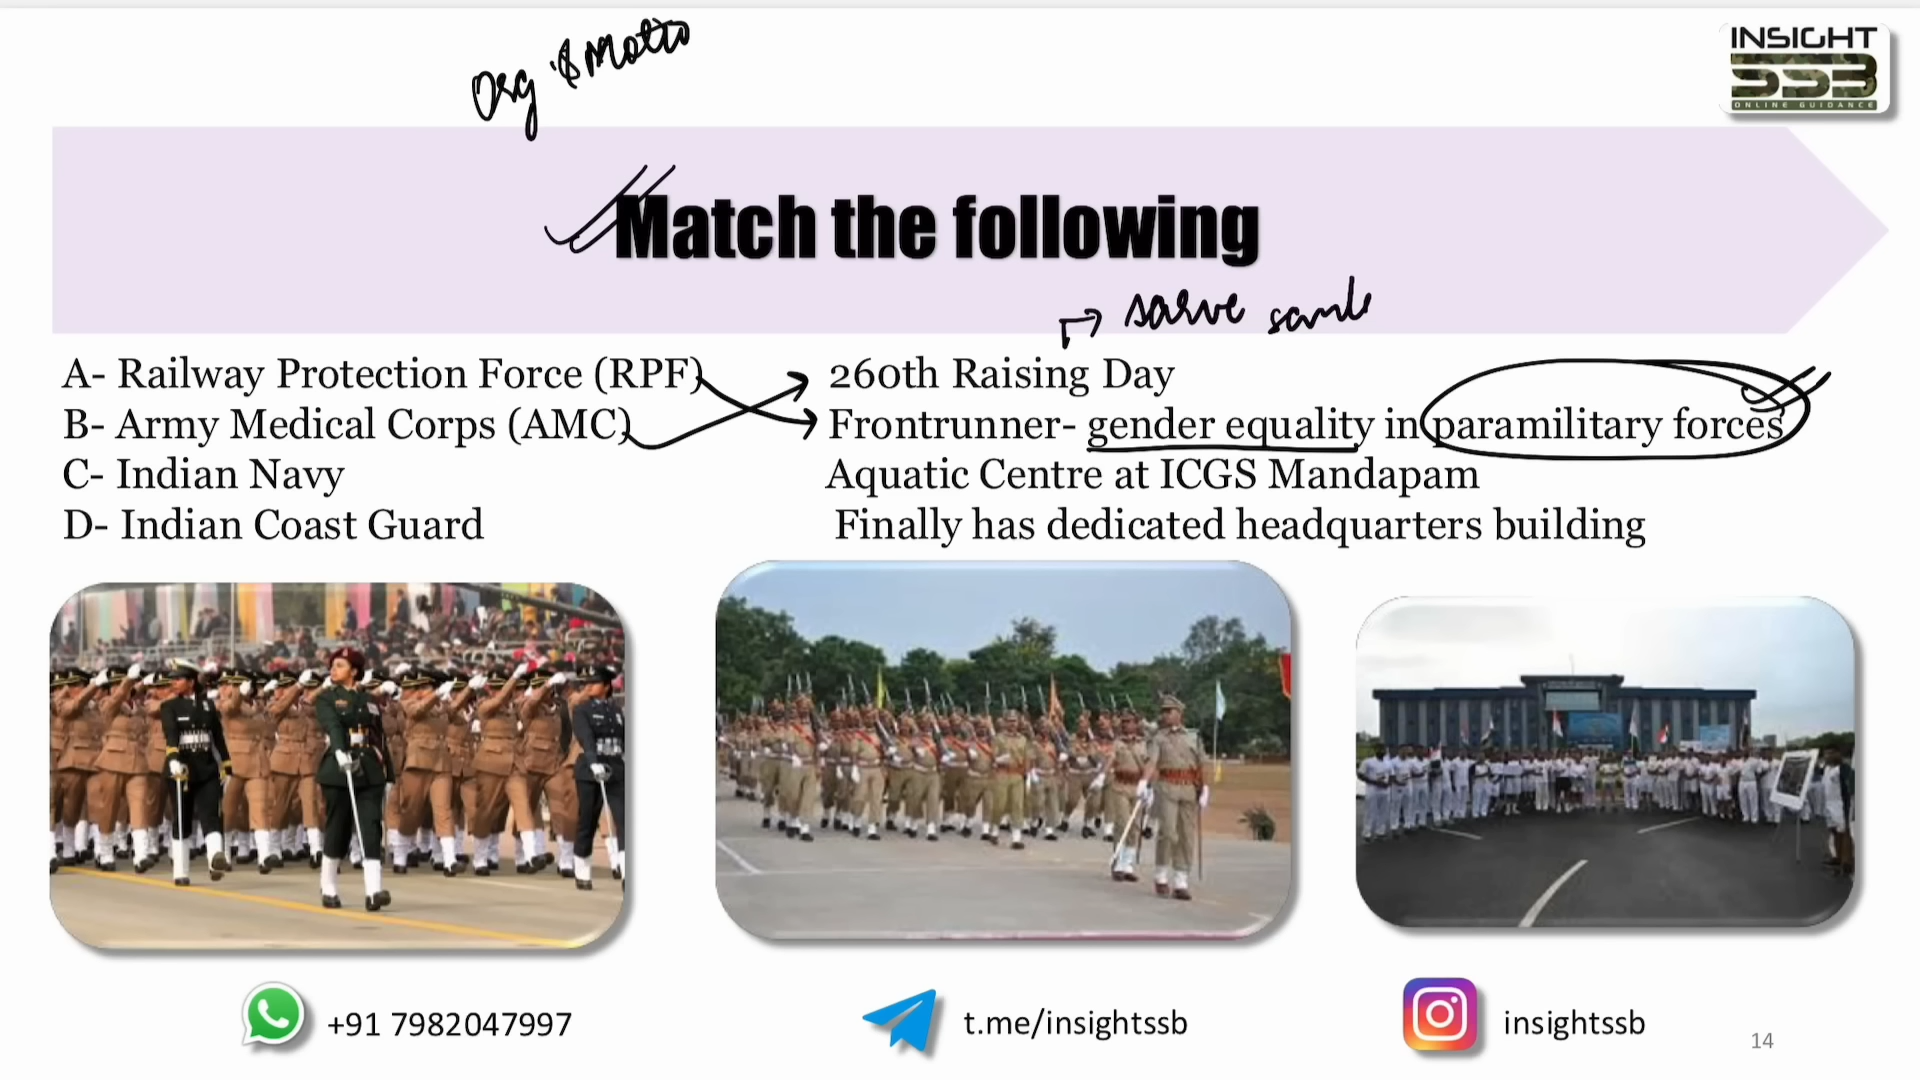 Org & Motto
INSIGHT
SSB
ONLINE GUIDANCE
Match the following
sarve
A- Railway Protection Force (RPF)
260th Raising Day
B- Army Medical Corps (AMC)
Frontrunner- gender equality in paramilitary forces
C- Indian Navy
Aquatic Centre at ICGS Mandapam
D- Indian Coast Guard
Finally has dedicated headquarters building
+91 7982047997
t.me/insightssb
insightssb
14